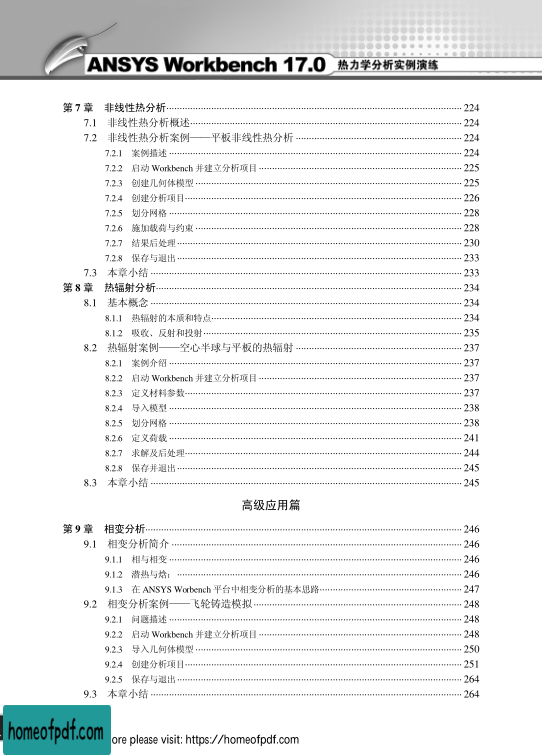 ANSYS Workbench 17.0 热力学分析实例演练
第 7 章 非线性热分析 224
7.1 非线性热分析概述 224
7.2 非线性热分析案例——平板非线性热分析 224
7.2.1 案例描述 224
7.2.2 启动 Workbench 并建立分析项目 225
7.2.3 创建几何体模型 225
7.2.4 创建分析项目 226
7.2.5 划分网格 228
7.2.6 施加载荷与约束 228
7.2.7 结果后处理 230
7.2.8 保存与退出 233
7.3 本章小结 233
第 8 章 热辐射分析 234
8.1 基本概念 234
8.1.1 热辐射的本质和特点 234
8.1.2 吸收、反射和投射 235
8.2 热辐射案例——空心半球与平板的热辐射 237
8.2.1 案例介绍 237
8.2.2 启动 Workbench 并建立分析项目 237
8.2.3 定义材料参数 237
8.2.4 导入模型 238
8.2.5 划分网格 238
8.2.6 定义荷载 241
8.2.7 求解及后处理 244
8.2.8 保存并退出 245
8.3 本章小结 245
高级应用篇
第 9 章 相变分析 246
9.1 相变分析简介 246
9.1.1 相与相变 246
9.1.2 潜热与焓： 246
9.1.3 在 ANSYS Worbench 平台中相变分析的基本思路 247
9.2 相变分析案例——飞轮铸造模拟 248
9.2.1 问题描述 248
9.2.2 启动 Workbench 并建立分析项目 248
9.2.3 导入几何体模型 250
9.2.4 创建分析项目 251
9.2.5 保存与退出 264
9.3 本章小结 264
homeofpdf.com
ore please visit: https://homeofpdf.com